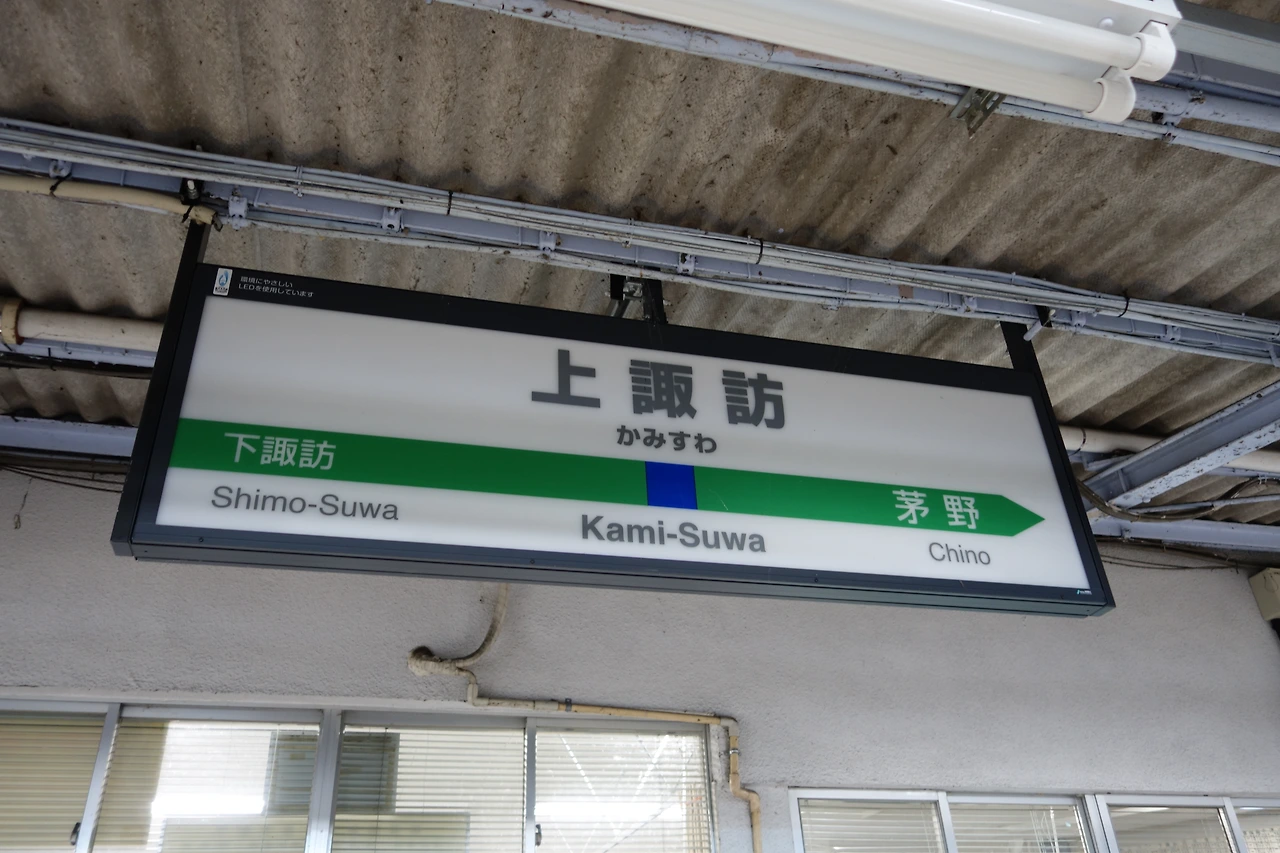 環境にやさしい
LEDを使用しています
上諏訪
かみすわ
下諏訪
茅野
Shimo-Suwa
Kami-Suwa
Chino